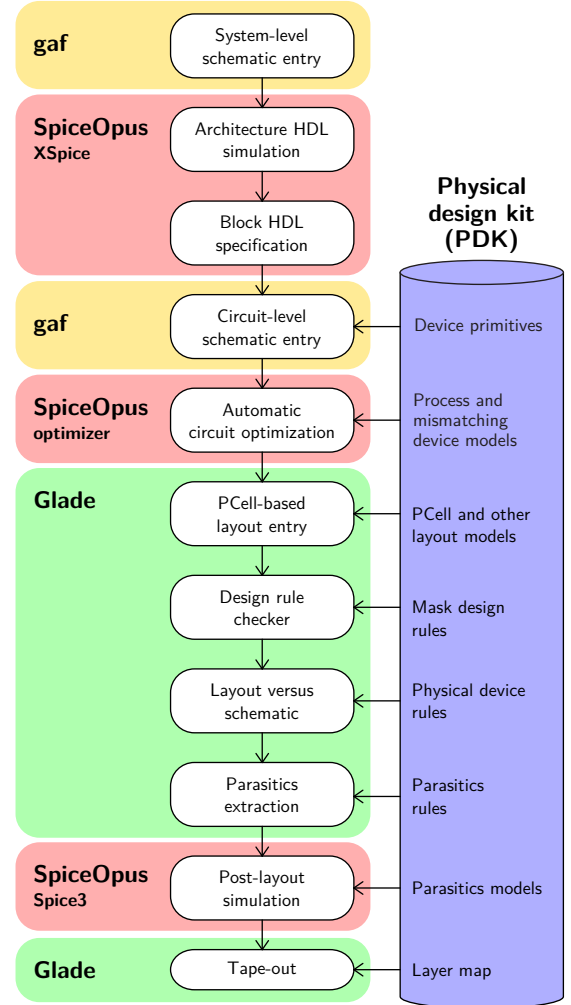 gaf
System-level
schematic entry
SpiceOpus
XSpice
Architecture HDL
simulation
Block HDL
specification
Physical
design kit
(PDK)
gaf
Circuit-level
schematic entry
Device primitives
SpiceOpus
optimizer
Automatic
circuit optimization
Process and
mismatching
device models
Glade
PCell-based
layout entry
PCell and other
layout models
Design rule
checker
Mask design
rules
Layout versus
schematic
Physical device
rules
Parasitics
extraction
Parasitics
rules
SpiceOpus
Spice3
Post-layout
simulation
Parasitics models
Glade
Tape-out
Layer map